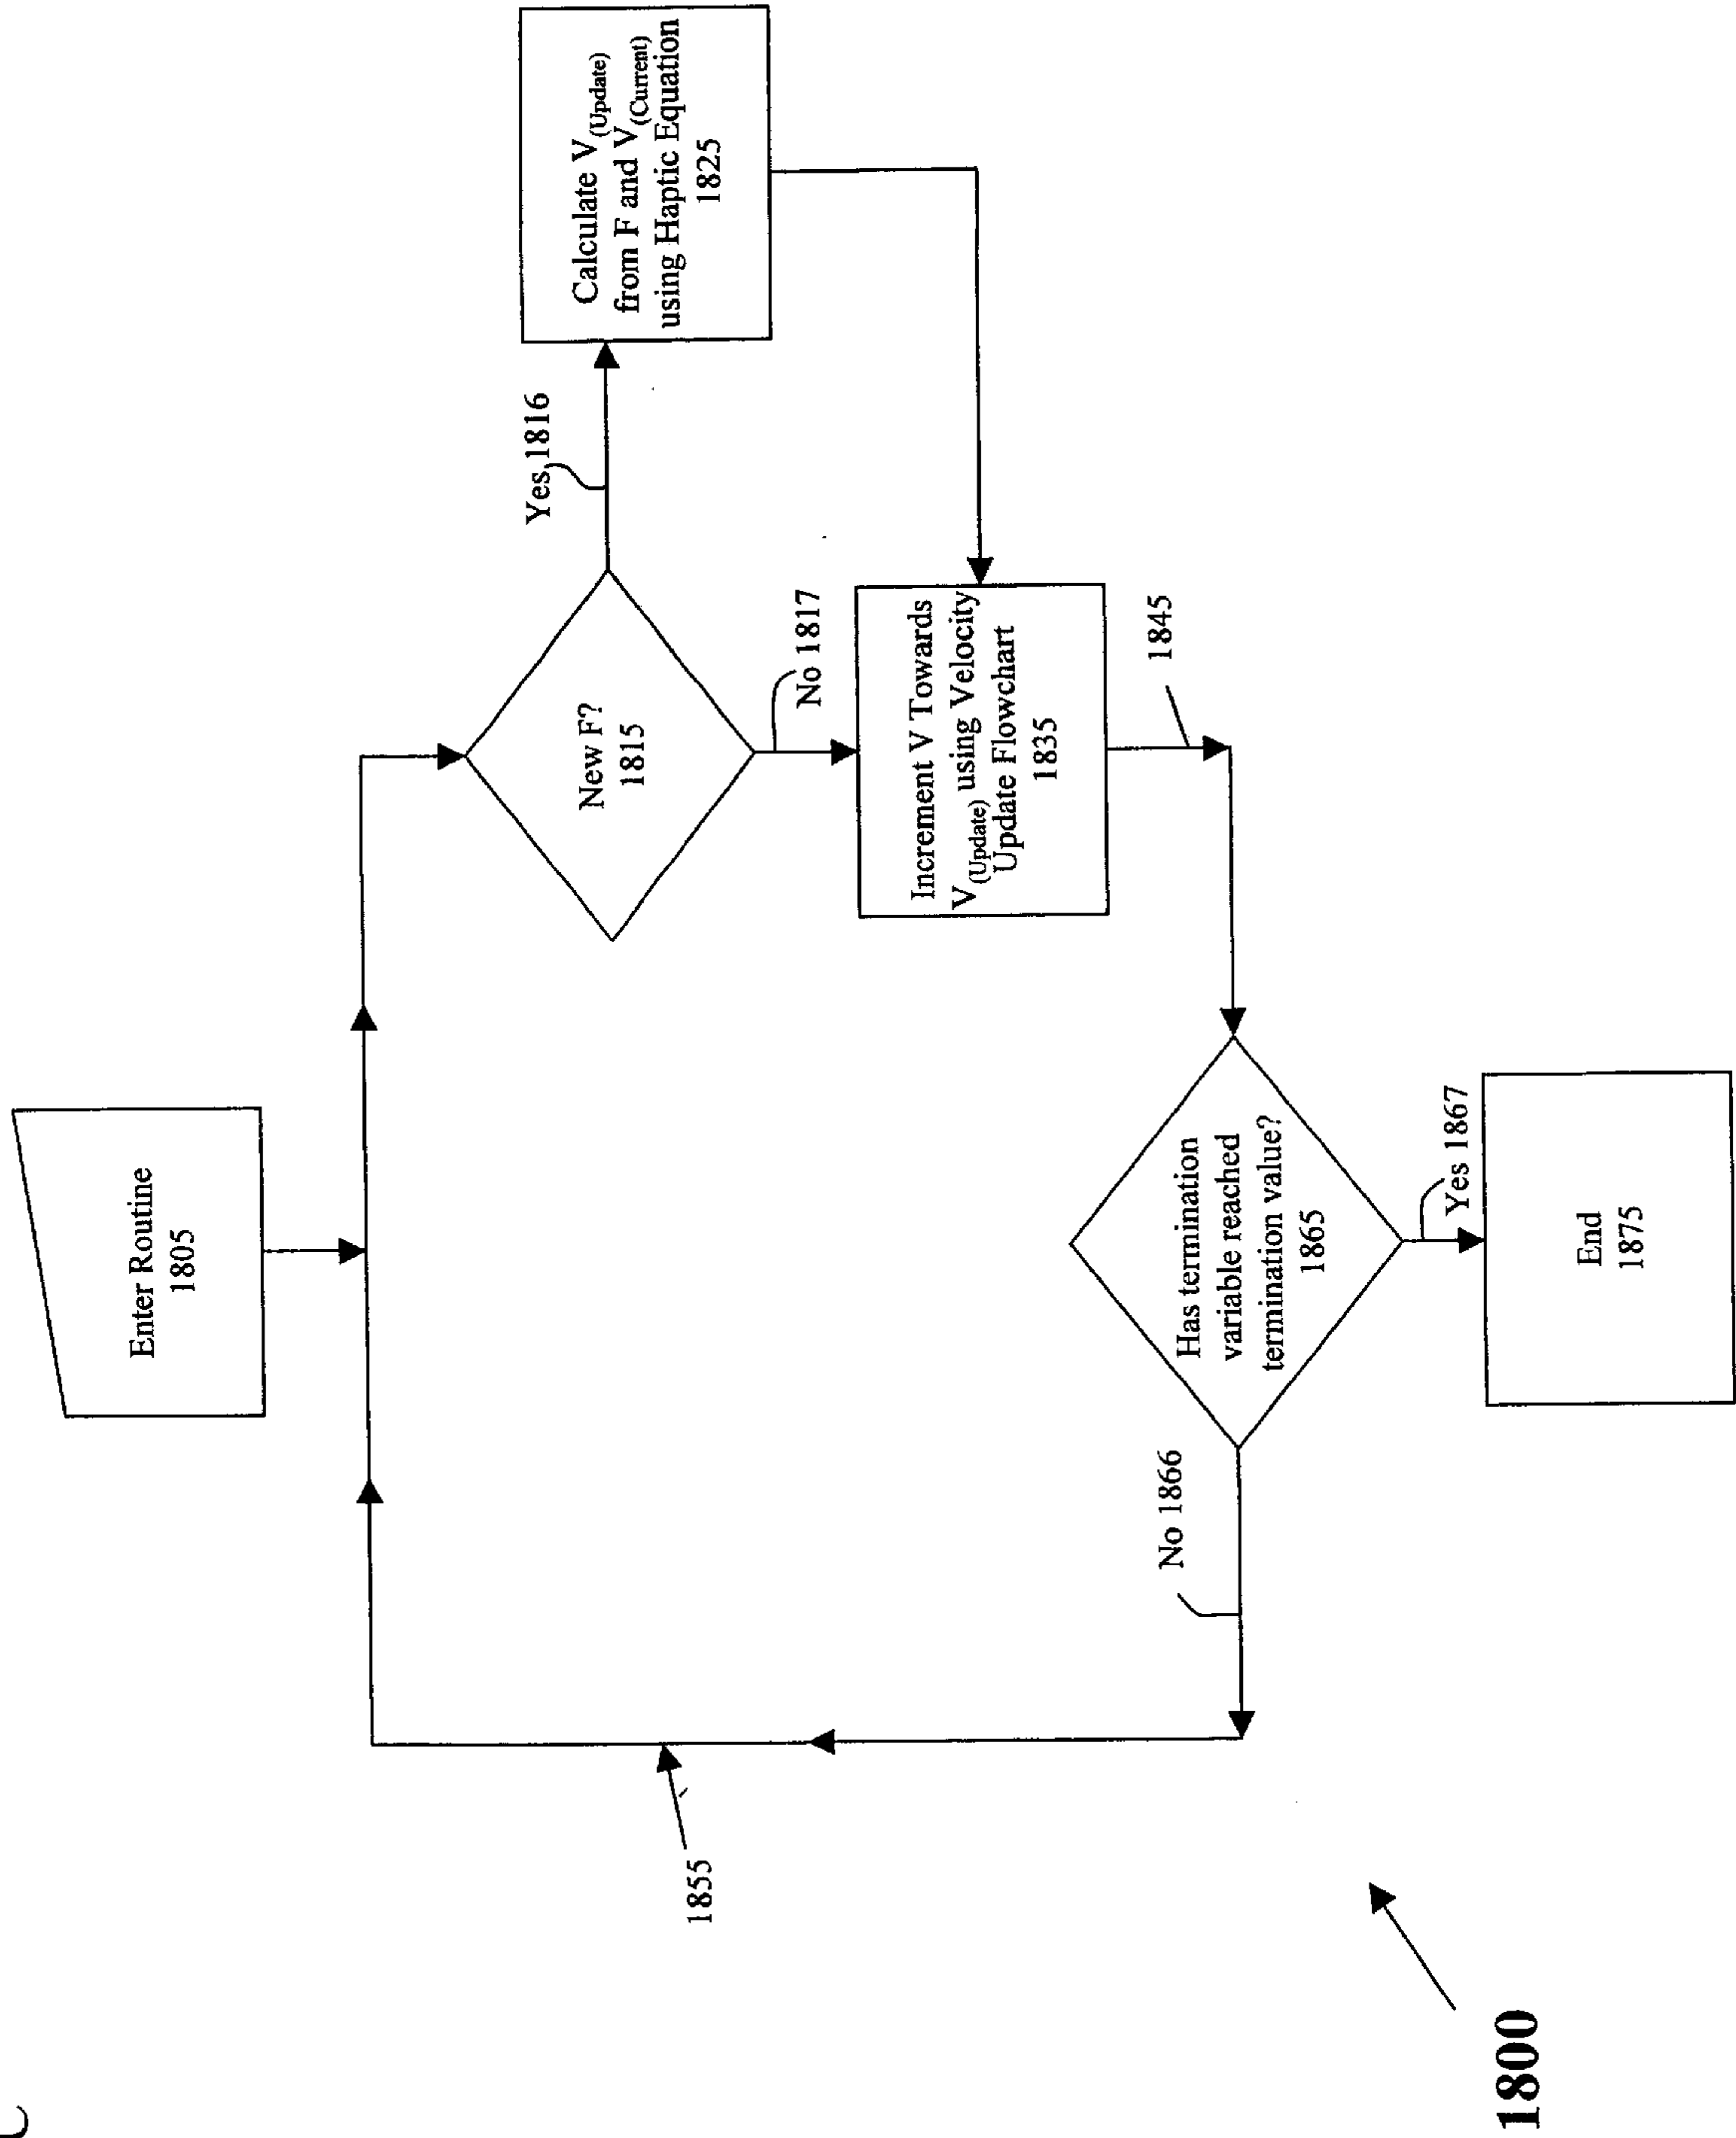 Enter Routine
1805
New F?
1815
Yes 1816
Calculate V(Update)
from F and V(Current)
using Haptic Equation
1825
No 1817
Increment V Towards
V(Update) using Velocity
Update Flowchart
1835
1845
Has termination
variable reached
termination value?
1865
No 1866
Yes 1867
End
1875
1855
1800